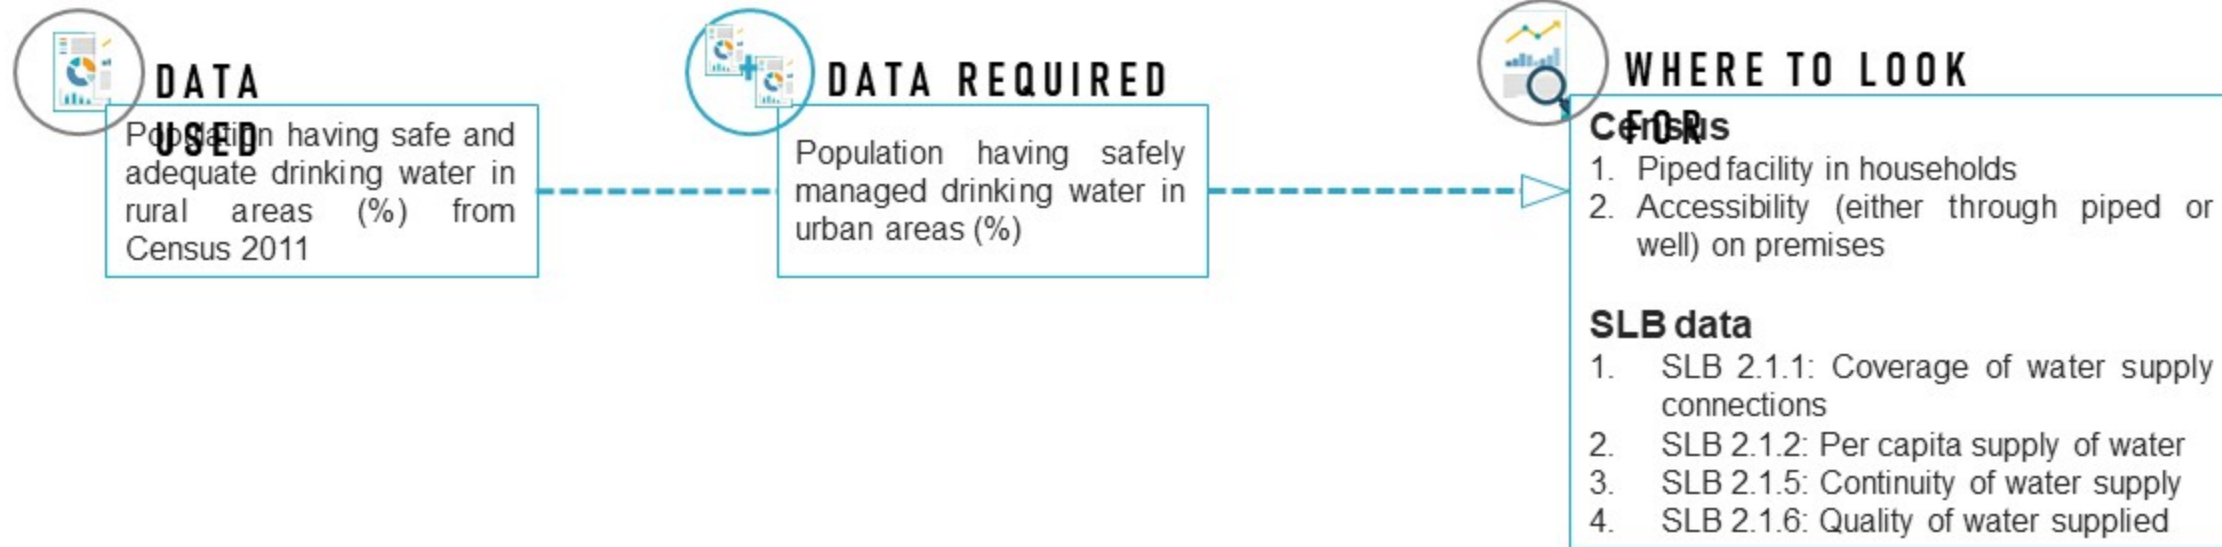 DATA
USED
Population having safe and
adequate drinking water in
rural areas (%) from
Census 2011
DATA REQUIRED
Population having safely
managed drinking water in
urban areas (%)
WHERE TO LOOK
FOR
Census
1. Piped facility in households
2. Accessibility (either through piped or
well) on premises
SLB data
1. SLB 2.1.1: Coverage of water supply
connections
2. SLB 2.1.2: Per capita supply of water
3. SLB 2.1.5: Continuity of water supply
4. SLB 2.1.6: Quality of water supplied